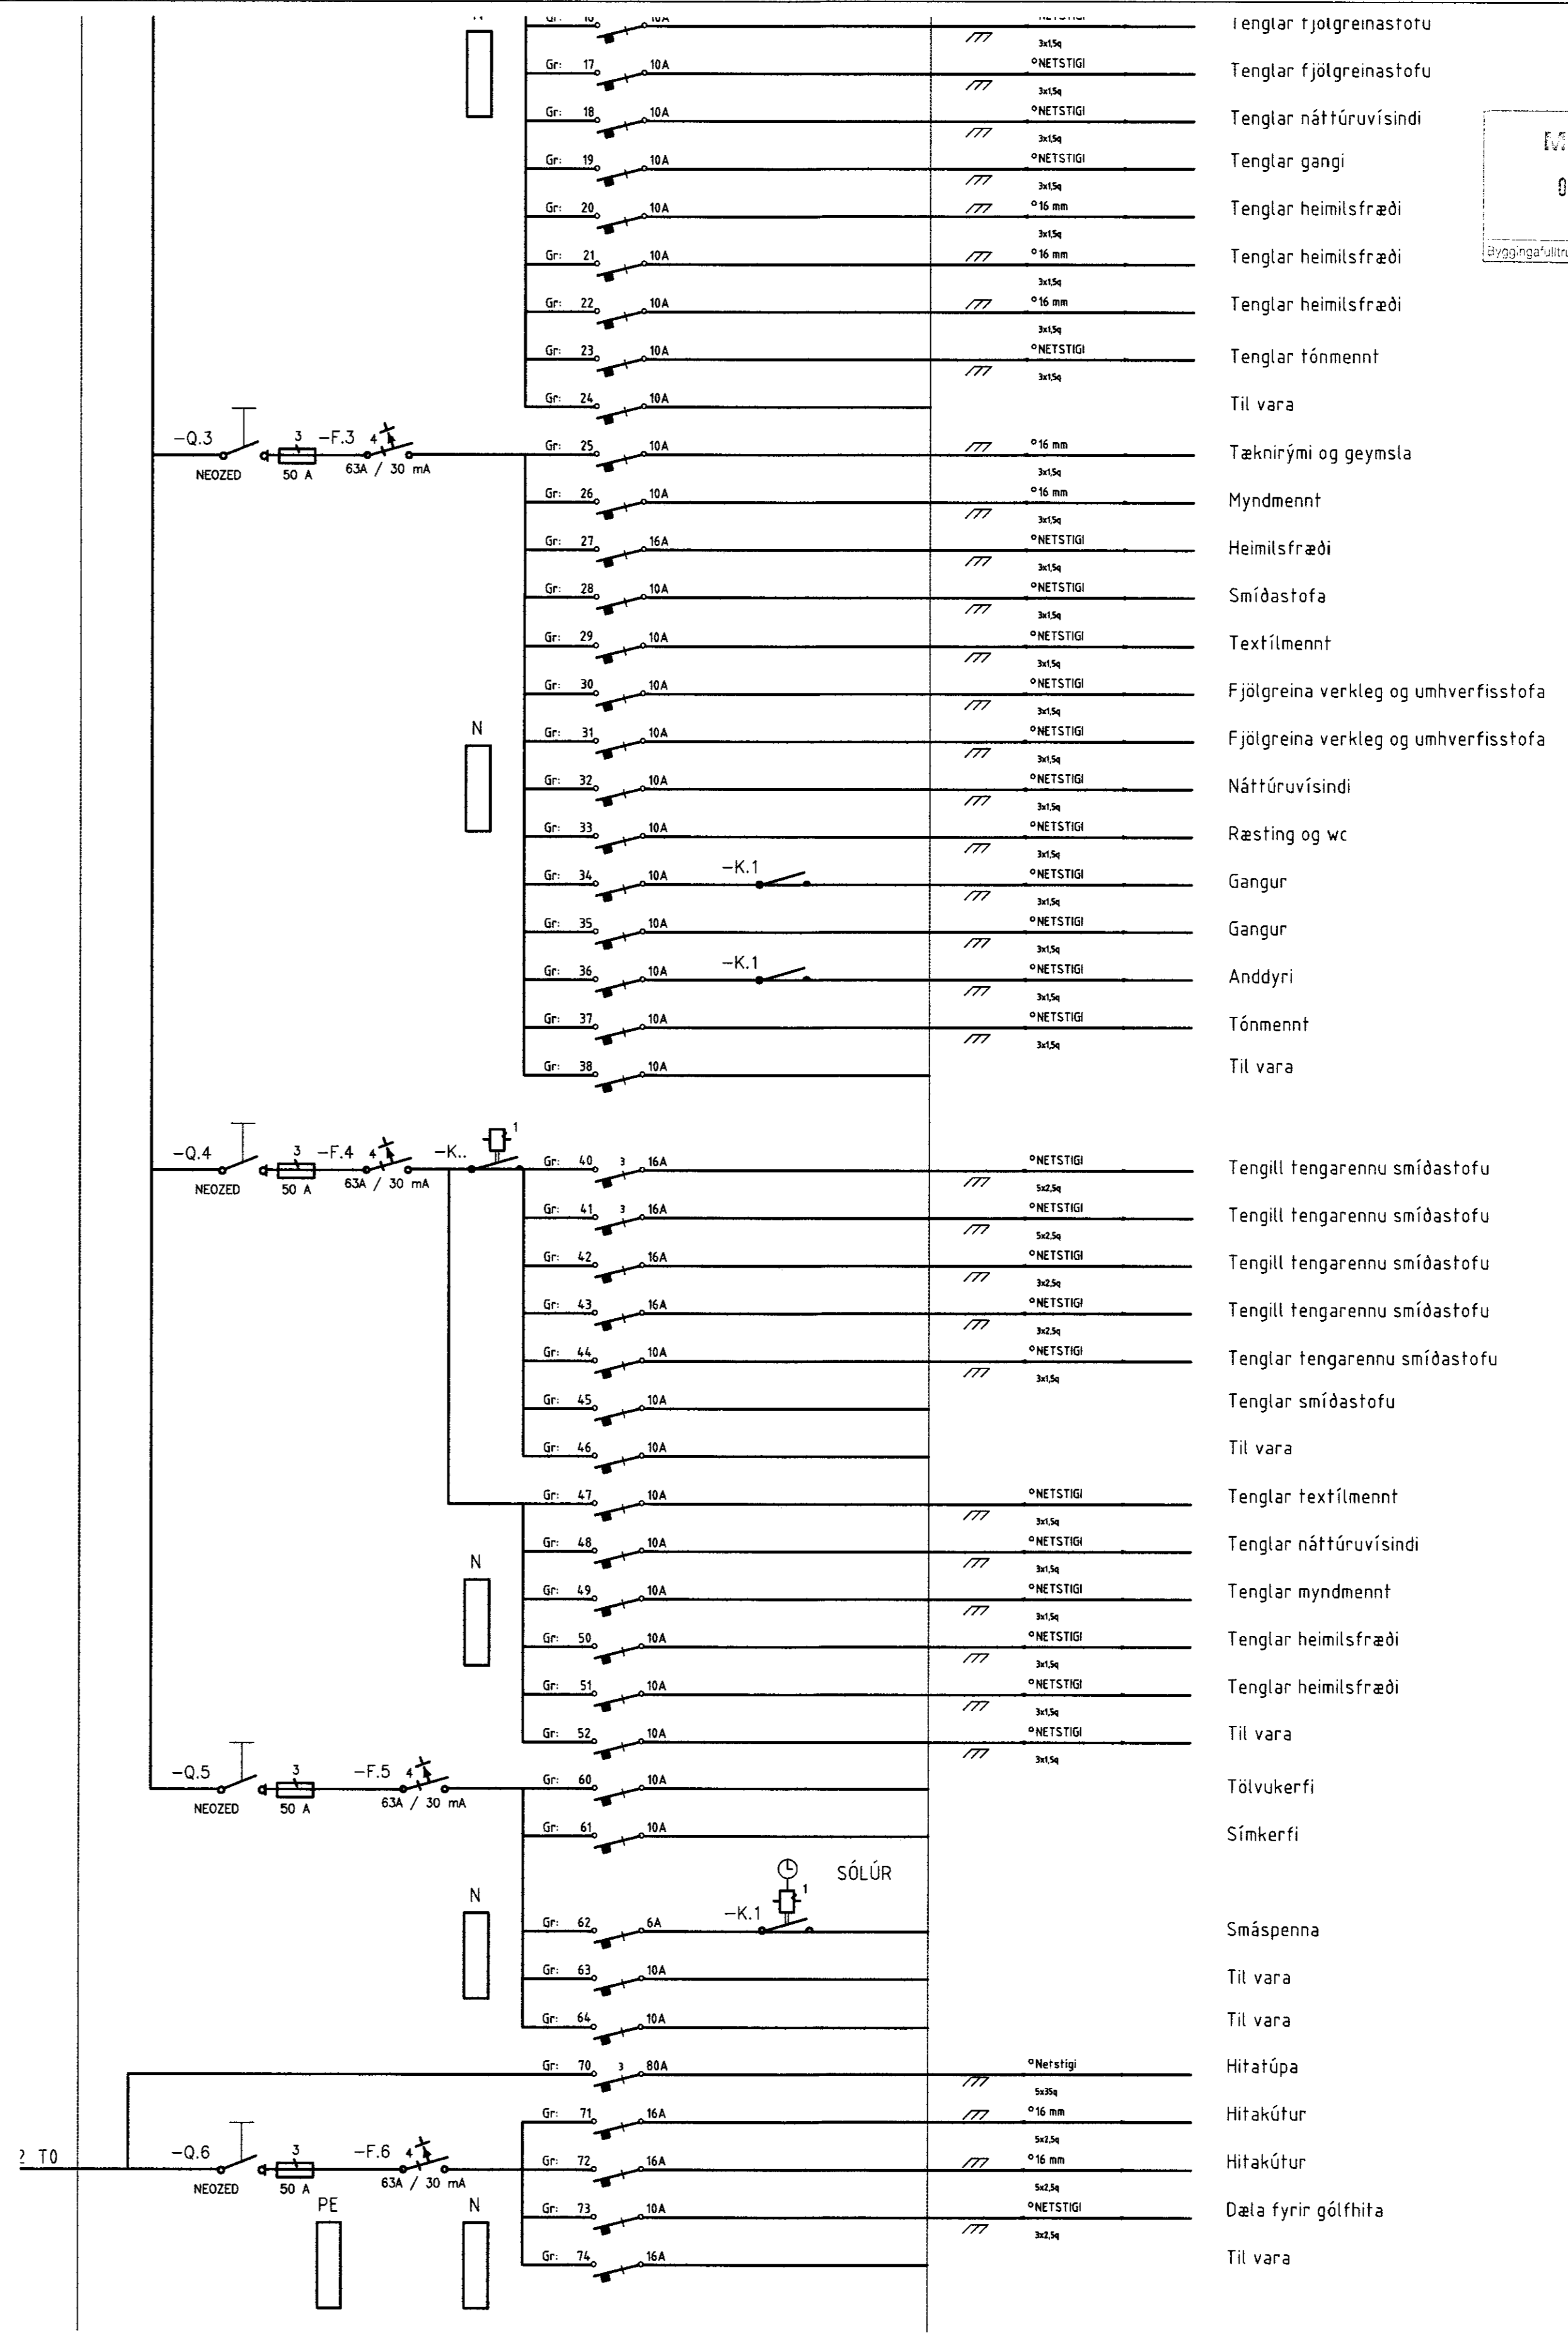 3x1,5q
Gr: 17 10A °NETSTIGI 3x1,5q Tenglar fjölgreinastofu
Gr: 18 10A °NETSTIGI 3x1,5q Tenglar náttúruvísindi
Gr: 19 10A °NETSTIGI 3x1,5q Tenglar gangi
Gr: 20 10A °16 mm 3x1,5q Tenglar heimilsfræði
Gr: 21 10A °16 mm 3x1,5q Tenglar heimilsfræði
Gr: 22 10A °16 mm 3x1,5q Tenglar heimilsfræði
Gr: 23 10A °NETSTIGI 3x1,5q Tenglar tónmennt
Gr: 24 10A Til vara
-Q.3 NEOZED 3 50 A -F.3 4 63A / 30 mA
Gr: 25 10A °16 mm 3x1,5q Tæknirými og geymsla
Gr: 26 10A °16 mm 3x1,5q Myndmennt
Gr: 27 16A °NETSTIGI 3x1,5q Heimilsfræði
Gr: 28 10A °NETSTIGI 3x1,5q Smíðastofa
Gr: 29 10A °NETSTIGI 3x1,5q Textílmennt
Gr: 30 10A °NETSTIGI 3x1,5q Fjölgreina verkleg og umhverfisstofa
N
Gr: 31 10A °NETSTIGI 3x1,5q Fjölgreina verkleg og umhverfisstofa
Gr: 32 10A °NETSTIGI 3x1,5q Náttúruvísindi
Gr: 33 10A °NETSTIGI 3x1,5q Ræsting og wc
Gr: 34 10A -K.1 °NETSTIGI 3x1,5q Gangur
Gr: 35 10A °NETSTIGI 3x1,5q Gangur
Gr: 36 10A -K.1 °NETSTIGI 3x1,5q Anddyri
Gr: 37 10A °NETSTIGI 3x1,5q Tónmennt
Gr: 38 10A Til vara
-Q.4 NEOZED 3 50 A -F.4 4 63A / 30 mA -K.. 1
Gr: 40 3 16A °NETSTIGI 5x2,5q Tengill tengarennu smíðastofu
Gr: 41 3 16A °NETSTIGI 5x2,5q Tengill tengarennu smíðastofu
Gr: 42 16A °NETSTIGI 3x2,5q Tengill tengarennu smíðastofu
Gr: 43 16A °NETSTIGI 3x2,5q Tengill tengarennu smíðastofu
Gr: 44 10A °NETSTIGI 3x1,5q Tenglar tengarennu smíðastofu
Gr: 45 10A Tenglar smíðastofu
Gr: 46 10A Til vara
Gr: 47 10A °NETSTIGI 3x1,5q Tenglar textílmennt
Gr: 48 10A °NETSTIGI 3x1,5q Tenglar náttúruvísindi
N
Gr: 49 10A °NETSTIGI 3x1,5q Tenglar myndmennt
Gr: 50 10A °NETSTIGI 3x1,5q Tenglar heimilsfræði
Gr: 51 10A °NETSTIGI 3x1,5q Tenglar heimilsfræði
Gr: 52 10A °NETSTIGI 3x1,5q Til vara
-Q.5 NEOZED 3 50 A -F.5 4 63A / 30 mA
Gr: 60 10A Tölvukerfi
Gr: 61 10A Símkerfi
SÓLÚR
N
Gr: 62 6A -K.1 1 Smáspenna
Gr: 63 10A Til vara
Gr: 64 10A Til vara
Gr: 70 3 80A °Netstigi 5x35q Hitatúpa
Gr: 71 16A °16 mm 5x2,5q Hitakútur
TO -Q.6 NEOZED 3 50 A -F.6 4 63A / 30 mA
Gr: 72 16A °16 mm 5x2,5q Hitakútur
PE N
Gr: 73 10A °NETSTIGI 3x2,5q Dæla fyrir gólfhita
Gr: 74 16A Til vara